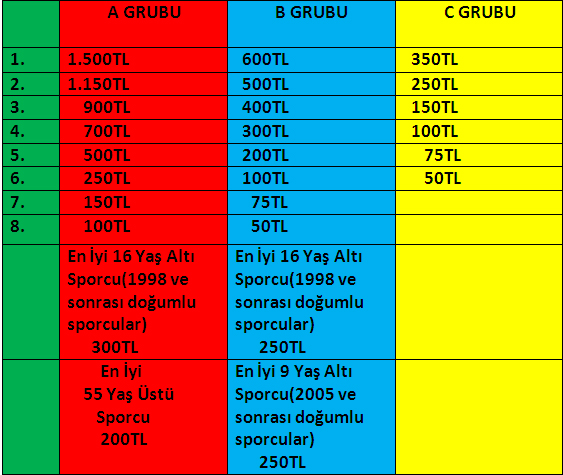 A GRUBU B GRUBU C GRUBU
1. 1.500TL 600TL 350TL
2. 1.150TL 500TL 250TL
3. 900TL 400TL 150TL
4. 700TL 300TL 100TL
5. 500TL 200TL 75TL
6. 250TL 100TL 50TL
7. 150TL 75TL
8. 100TL 50TL
En İyi 16 Yaş Altı
Sporcu(1998 ve
sonrası doğumlu
sporcular)
300TL
En İyi 16 Yaş Altı
Sporcu(1998 ve
sonrası doğumlu
sporcular)
250TL
En İyi
55 Yaş Üstü
Sporcu
200TL
En İyi 9 Yaş Altı
Sporcu(2005 ve
sonrası doğumlu
sporcular)
250TL